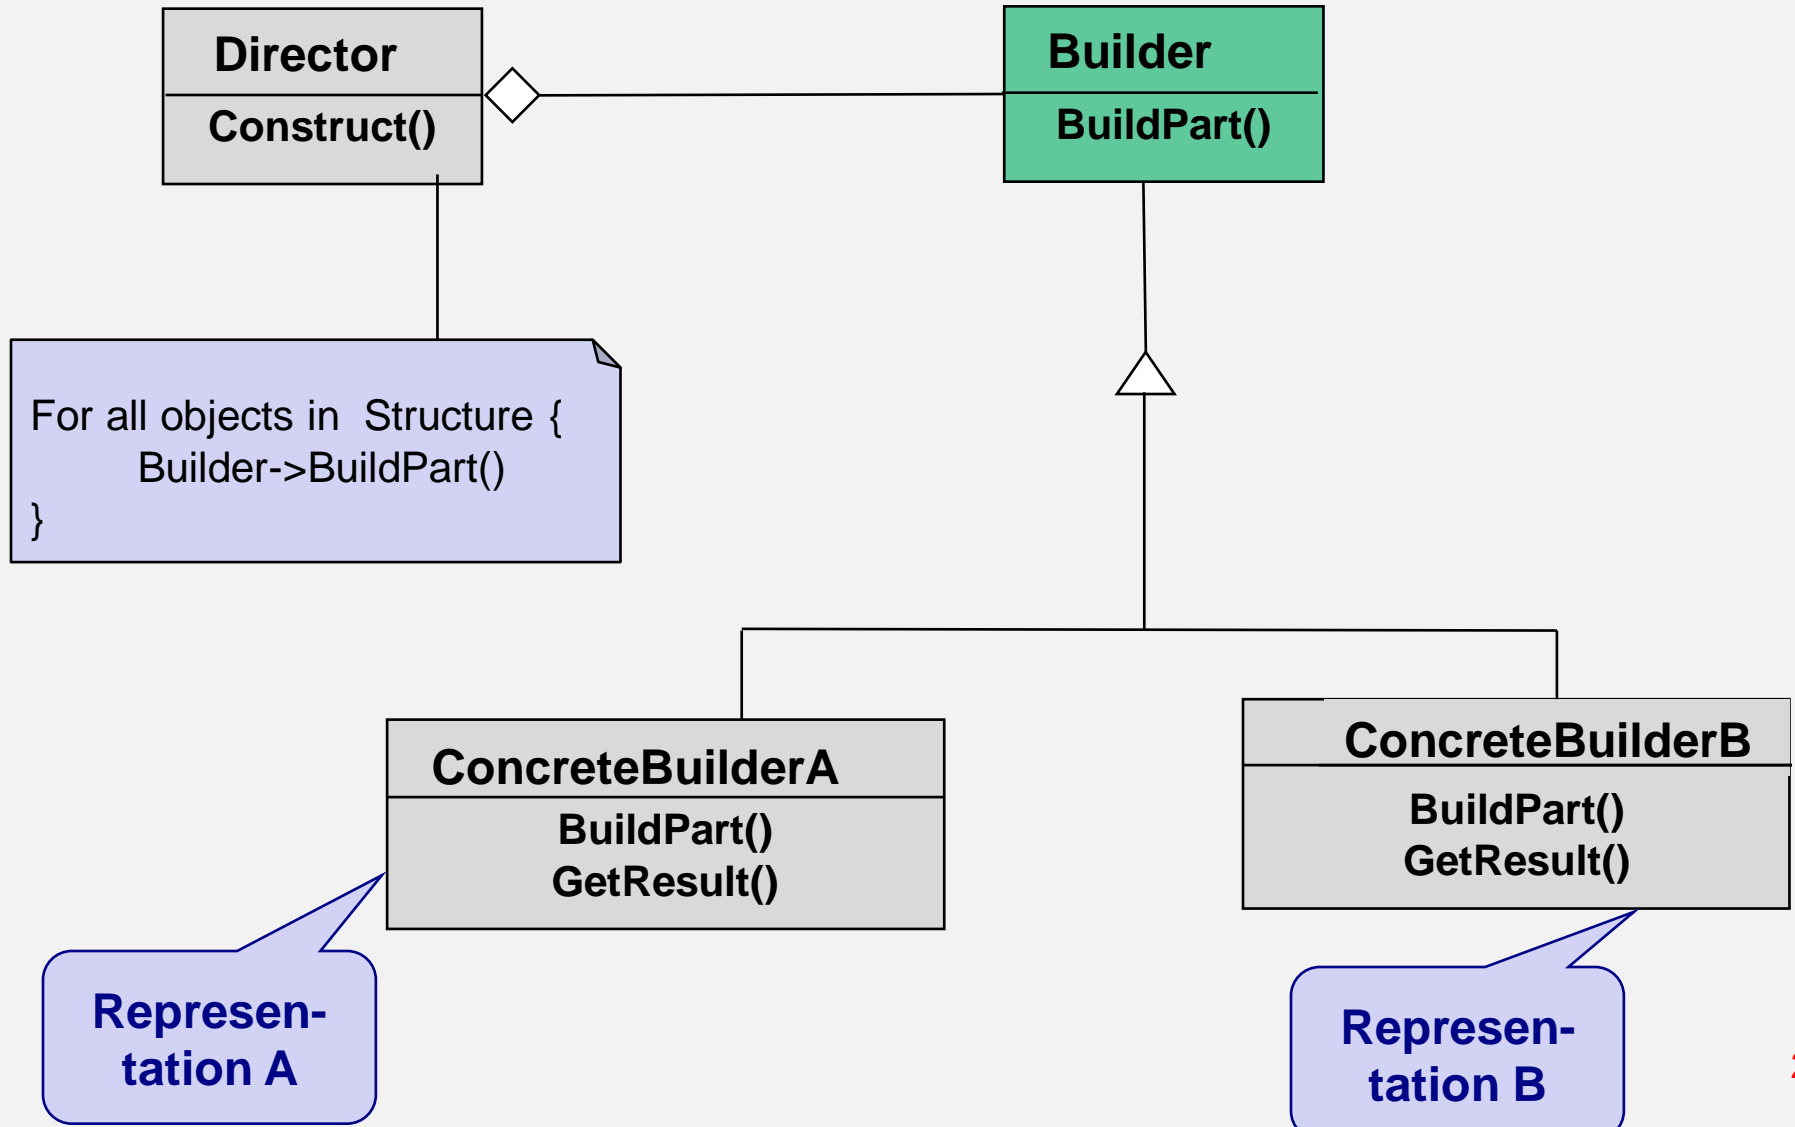 Director
Construct()
Builder
BuildPart()
For all objects in Structure {
Builder->BuildPart()
}
ConcreteBuilderA
BuildPart()
GetResult()
ConcreteBuilderB
BuildPart()
GetResult()
Represen-
tation A
Represen-
tation B